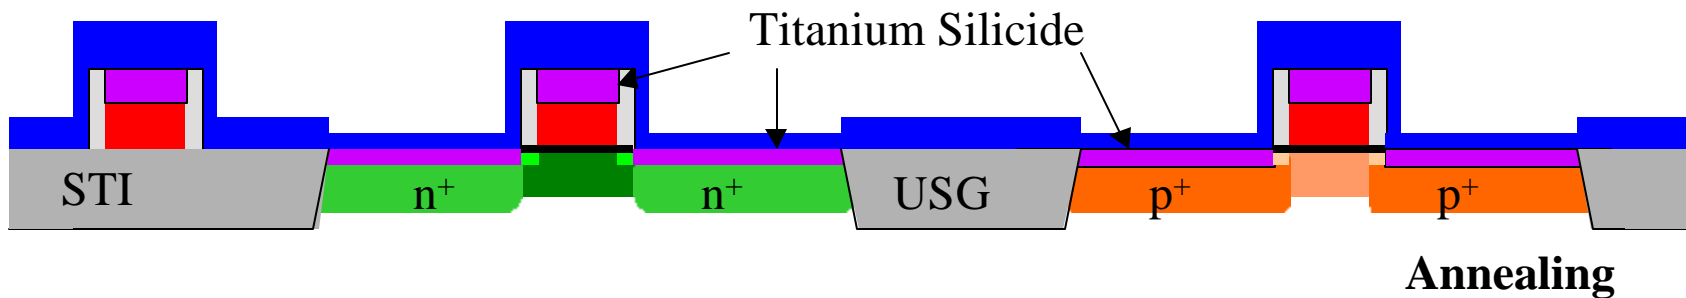 Titanium Silicide
STI
n⁺
n⁺
USG
p⁺
p⁺
Annealing